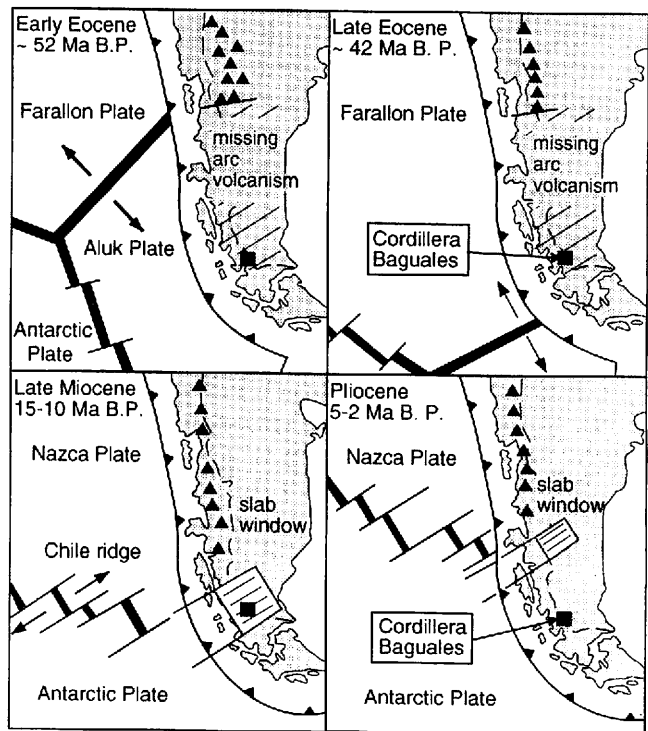 Early Eocene
~ 52 Ma B.P.
Farallon Plate
missing
arc
volcanism
Aluk Plate
Antarctic
Plate
Late Eocene
~ 42 Ma B. P.
Farallon Plate
missing
arc
volcanism
Cordillera
Baguales
Late Miocene
15-10 Ma B.P.
Nazca Plate
slab
window
Chile ridge
Antarctic Plate
Pliocene
5-2 Ma B. P.
Nazca Plate
slab
window
Cordillera
Baguales
Antarctic Plate